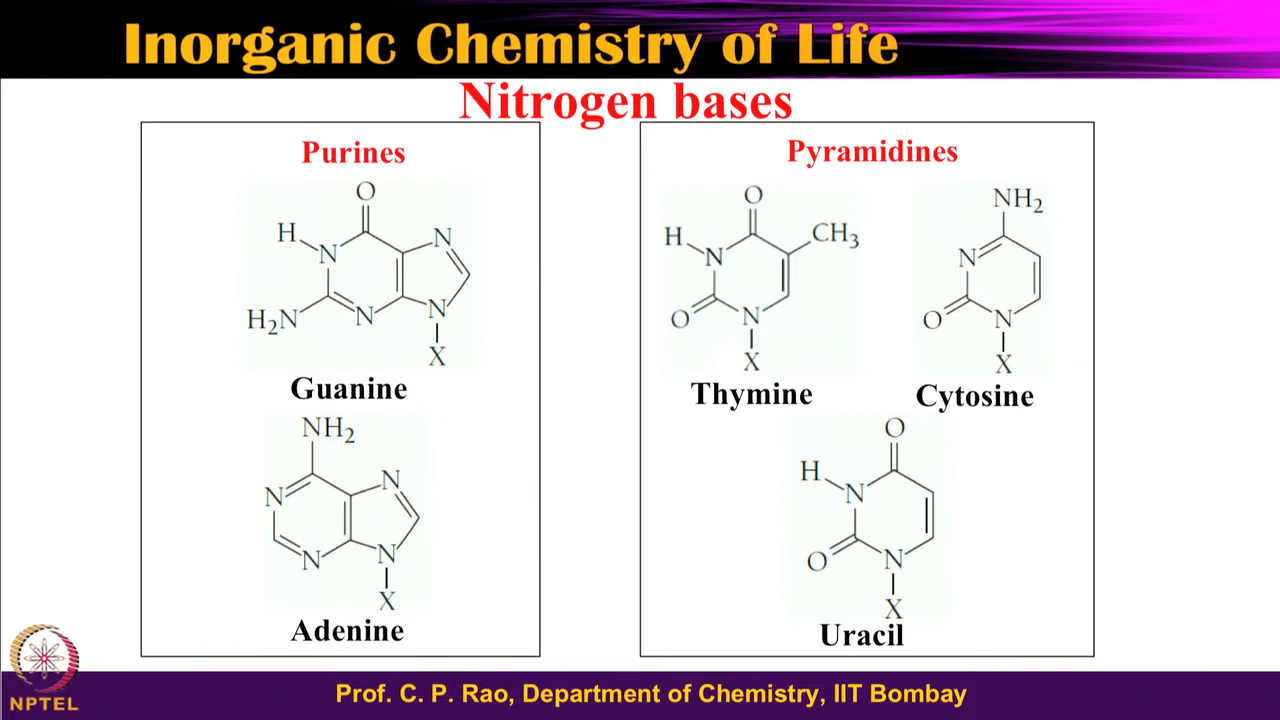 Inorganic Chemistry of Life
Nitrogen bases
Purines
O
H
N
N
H₂N
N
N
X
Guanine
NH₂
N
N
N
N
X
Adenine
Pyramidines
O
H
CH₃
N
O
N
X
Thymine
NH₂
N
O
N
X
Cytosine
O
H
N
O
N
X
Uracil
NPTEL
Prof. C. P. Rao, Department of Chemistry, IIT Bombay